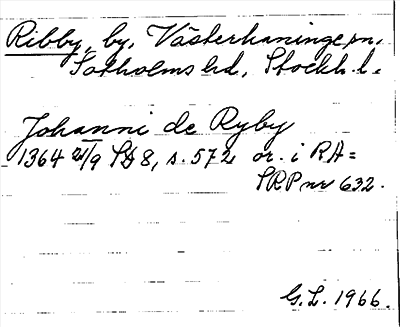 Ribby, by, Västerhaninge sn,
Sotholms hd, Stockh. l.
Johanni de Ryby
1364 21/9 SD 8, s. 572 or. i RA =
SRP nr 632.
G.L. 1966.